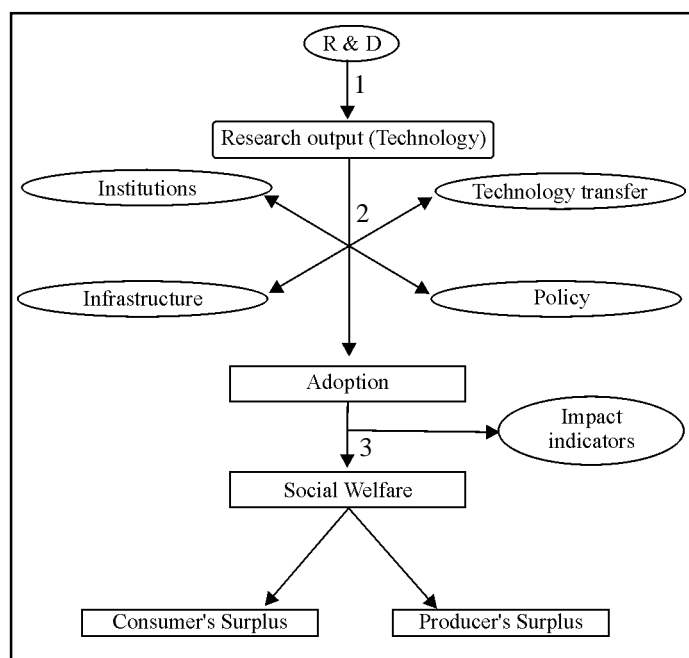 R & D
1
Research output (Technology)
Institutions
Technology transfer
2
Infrastructure
Policy
Adoption
Impact
indicators
3
Social Welfare
Consumer's Surplus
Producer's Surplus